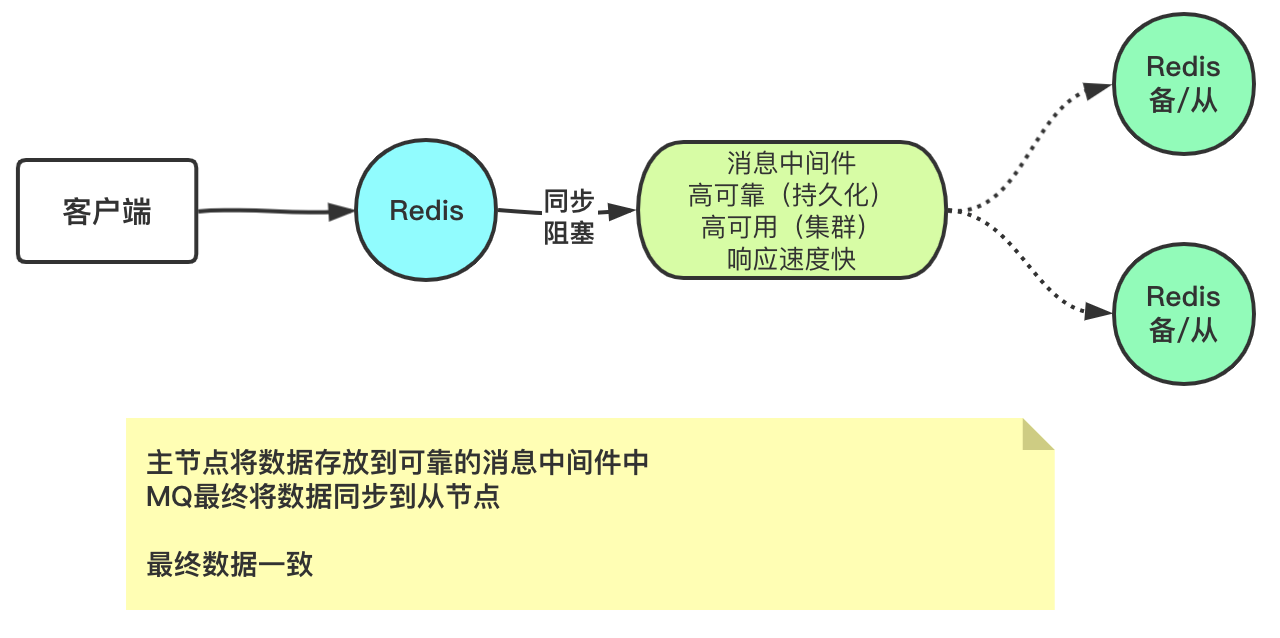 客户端
Redis
同步
阻塞
消息中间件
高可靠（持久化）
高可用（集群）
响应速度快
Redis
备/从
Redis
备/从
主节点将数据存放到可靠的消息中间件中
MQ最终将数据同步到从节点
最终数据一致